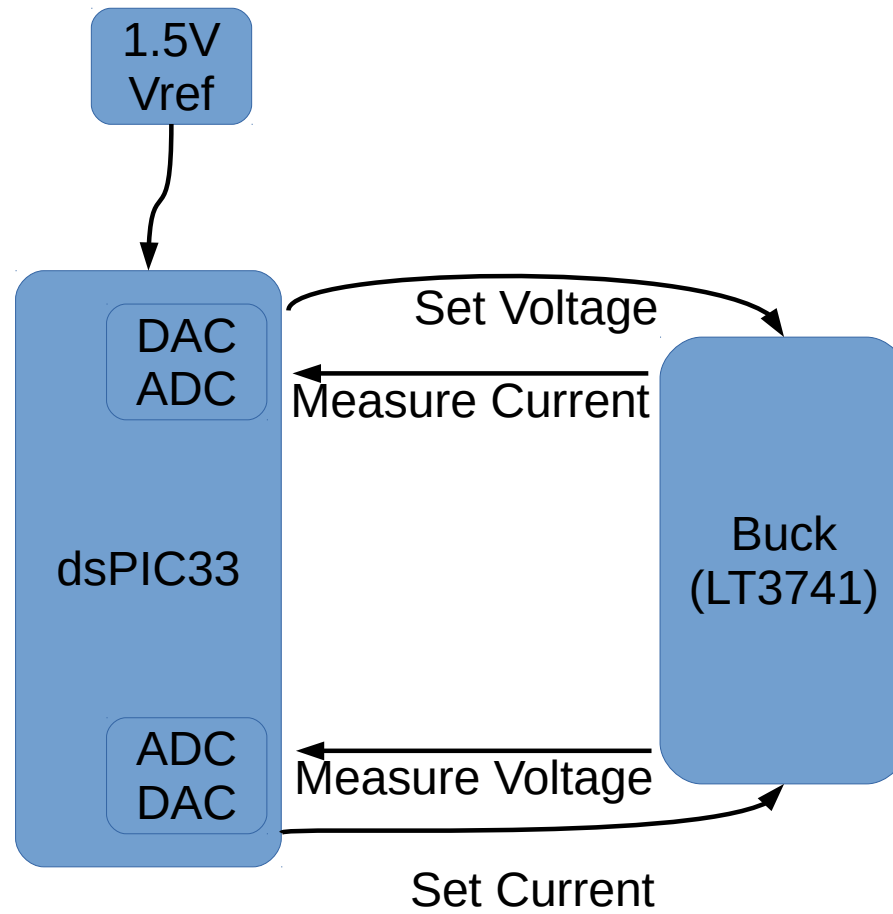 1.5V
Vref
DAC
ADC
Set Voltage
Measure Current
dsPIC33
Buck
(LT3741)
ADC
DAC
Measure Voltage
Set Current